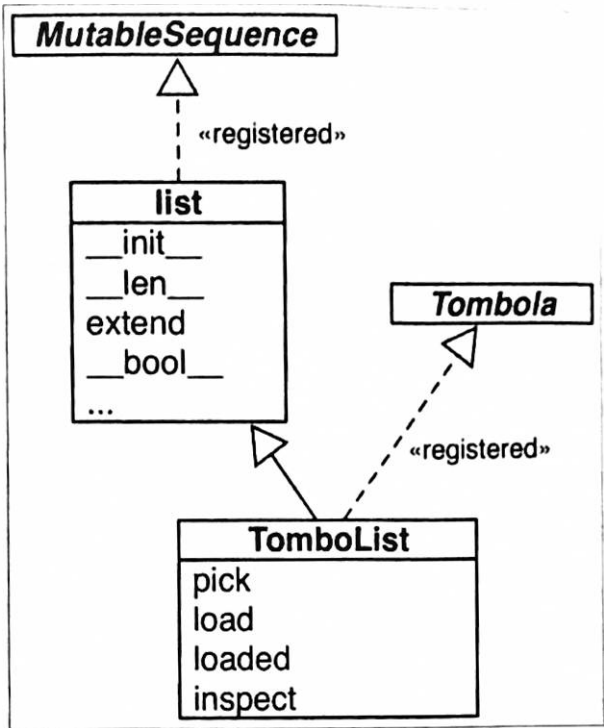 MutableSequence
«registered»
list
__init__
__len__
extend
__bool__
...
Tombola
«registered»
TomboList
pick
load
loaded
inspect